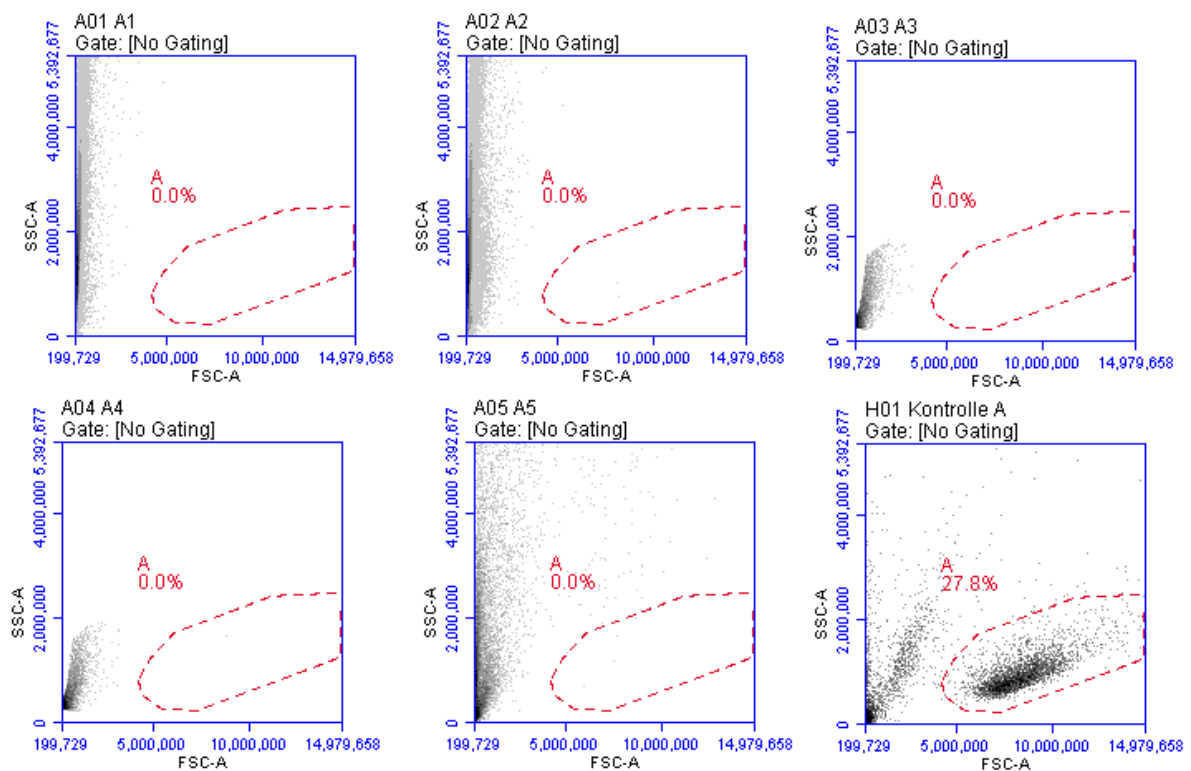 A01 A1
Gate: [No Gating]
SSC-A
0 2,000,000 4,000,000 5,392,677
A
0.0%
199,729 5,000,000 10,000,000 14,979,658
FSC-A
A02 A2
Gate: [No Gating]
SSC-A
0 2,000,000 4,000,000 5,392,677
A
0.0%
199,729 5,000,000 10,000,000 14,979,658
FSC-A
A03 A3
Gate: [No Gating]
SSC-A
0 2,000,000 4,000,000 5,392,677
A
0.0%
199,729 5,000,000 10,000,000 14,979,658
FSC-A
A04 A4
Gate: [No Gating]
SSC-A
0 2,000,000 4,000,000 5,392,677
A
0.0%
199,729 5,000,000 10,000,000 14,979,658
FSC-A
A05 A5
Gate: [No Gating]
SSC-A
0 2,000,000 4,000,000 5,392,677
A
0.0%
199,729 5,000,000 10,000,000 14,979,658
FSC-A
H01 Kontrolle A
Gate: [No Gating]
SSC-A
0 2,000,000 4,000,000 5,392,677
A
27.8%
199,729 5,000,000 10,000,000 14,979,658
FSC-A